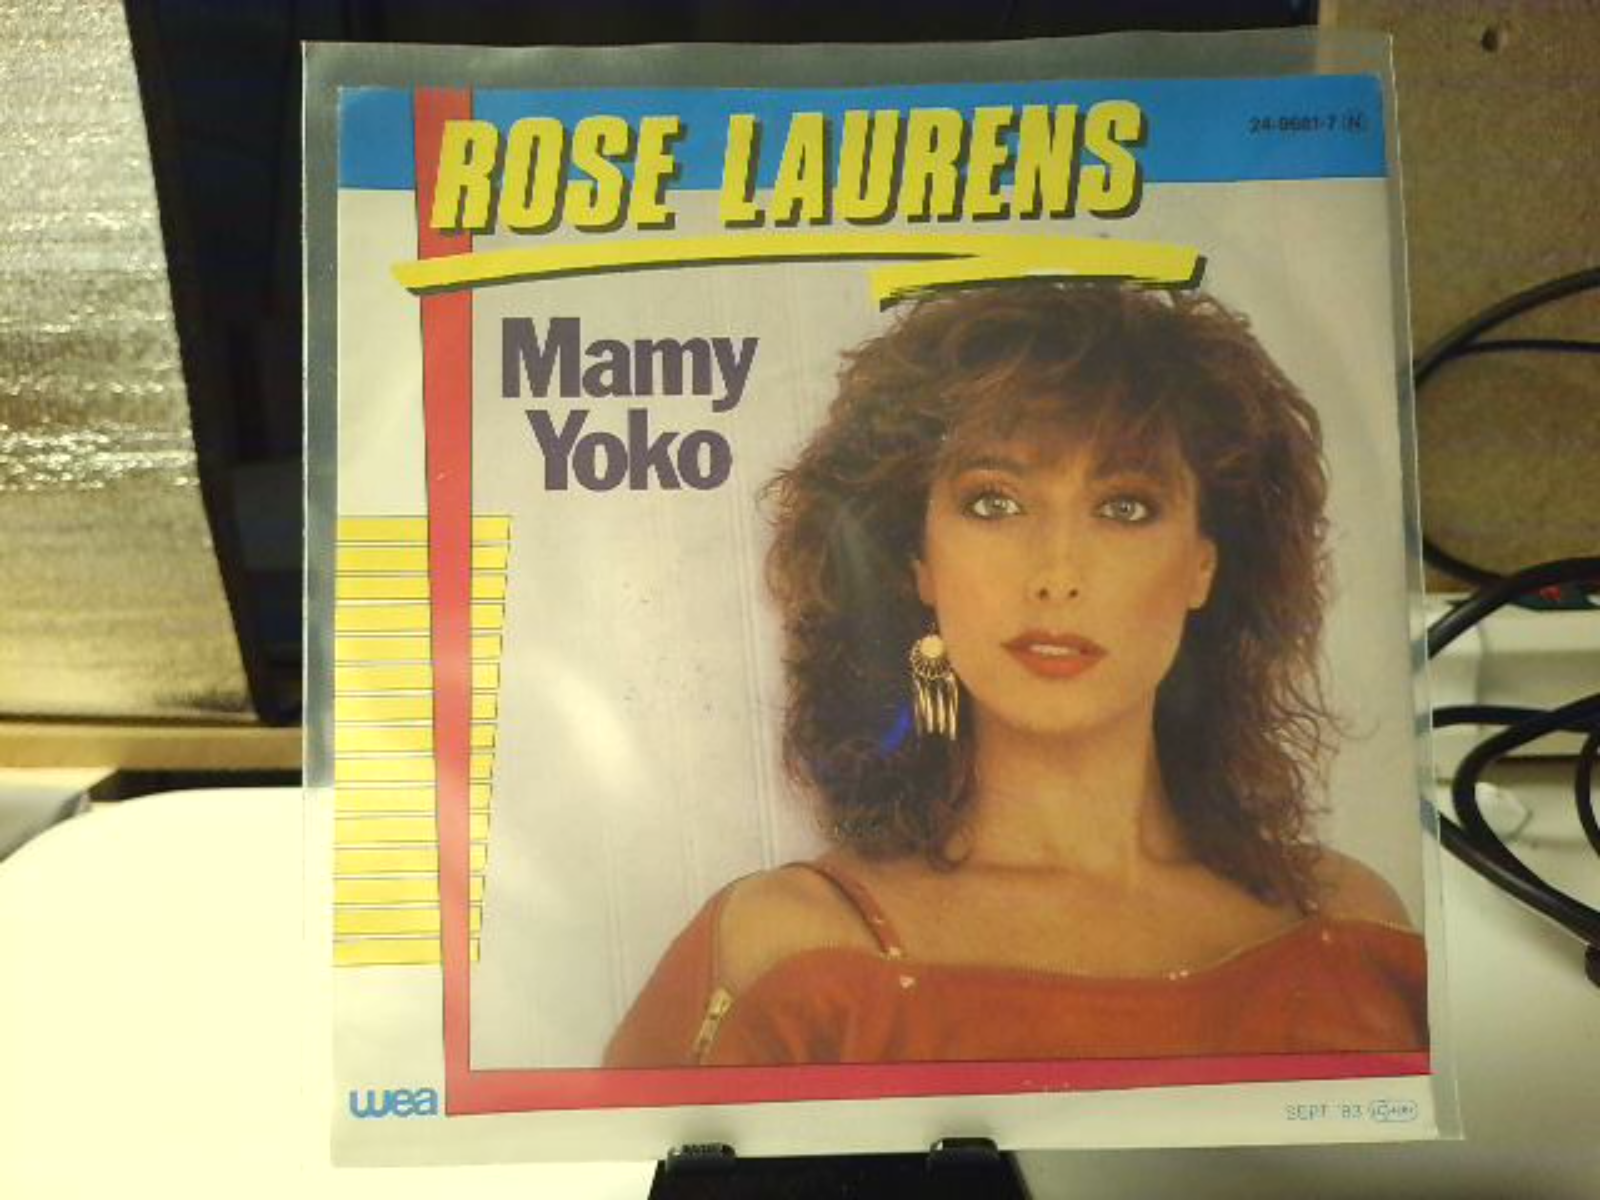 ROSE LAURENS
24-9681-7 (N)
Mamy
Yoko
wea
SEPT '83